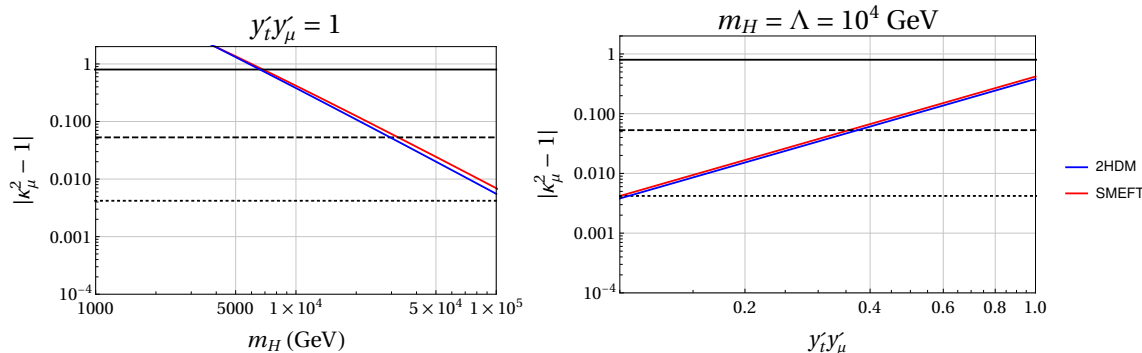 y′_t y′_μ = 1
|κ²_μ − 1|
1
0.100
0.010
0.001
10⁻⁴
1000
5000
1 × 10⁴
5 × 10⁴
1 × 10⁵
m_H (GeV)
m_H = Λ = 10⁴ GeV
|κ²_μ − 1|
1
0.100
0.010
0.001
10⁻⁴
0.2
0.4
0.6
0.8
1.0
y′_t y′_μ
2HDM
SMEFT